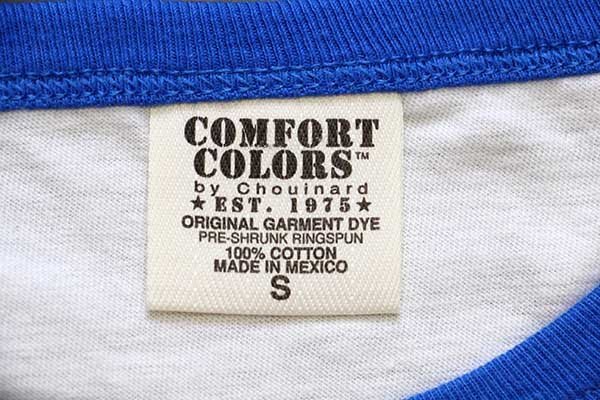 COMFORT
COLORS™
by Chouinard
★ EST. 1975 ★
ORIGINAL GARMENT DYE
PRE-SHRUNK RINGSPUN
100% COTTON
MADE IN MEXICO
S